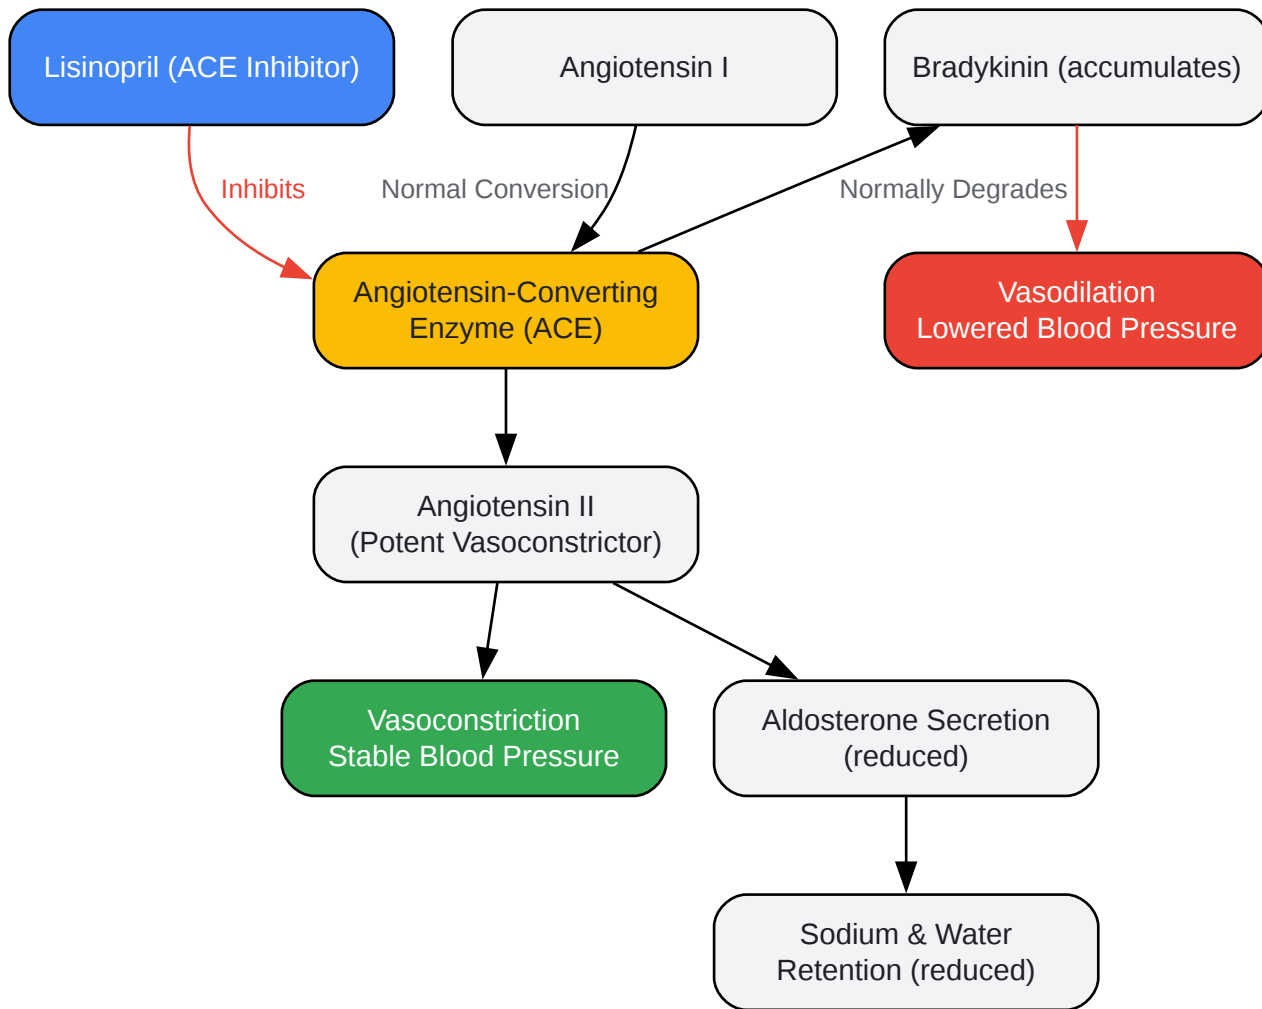 Lisinopril (ACE Inhibitor)
Angiotensin I
Bradykinin (accumulates)
Inhibits
Normal Conversion
Normally Degrades
Angiotensin-Converting
Enzyme (ACE)
Vasodilation
Lowered Blood Pressure
Angiotensin II
(Potent Vasoconstrictor)
Vasoconstriction
Stable Blood Pressure
Aldosterone Secretion
(reduced)
Sodium & Water
Retention (reduced)